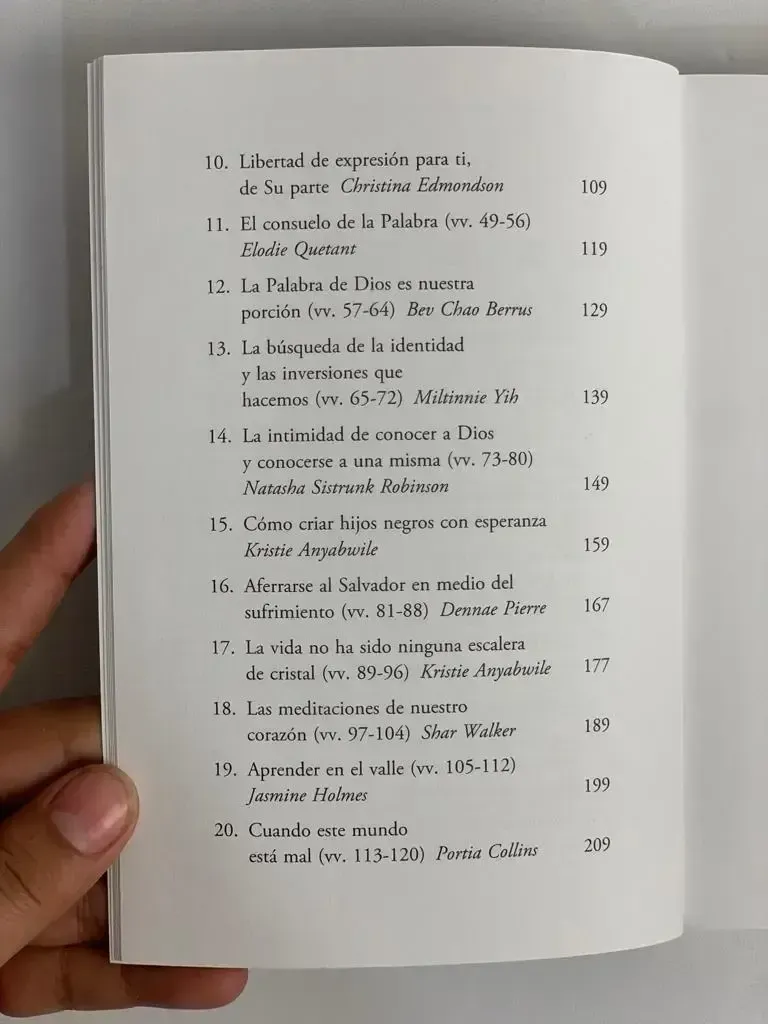 10. Libertad de expresión para ti,
de Su parte Christina Edmondson 109
11. El consuelo de la Palabra (vv. 49-56)
Elodie Quetant 119
12. La Palabra de Dios es nuestra
porción (vv. 57-64) Bev Chao Berrus 129
13. La búsqueda de la identidad
y las inversiones que
hacemos (vv. 65-72) Miltinnie Yih 139
14. La intimidad de conocer a Dios
y conocerse a una misma (vv. 73-80)
Natasha Sistrunk Robinson 149
15. Cómo criar hijos negros con esperanza
Kristie Anyabwile 159
16. Aferrarse al Salvador en medio del
sufrimiento (vv. 81-88) Dennae Pierre 167
17. La vida no ha sido ninguna escalera
de cristal (vv. 89-96) Kristie Anyabwile 177
18. Las meditaciones de nuestro
corazón (vv. 97-104) Shar Walker 189
19. Aprender en el valle (vv. 105-112)
Jasmine Holmes 199
20. Cuando este mundo
está mal (vv. 113-120) Portia Collins 209